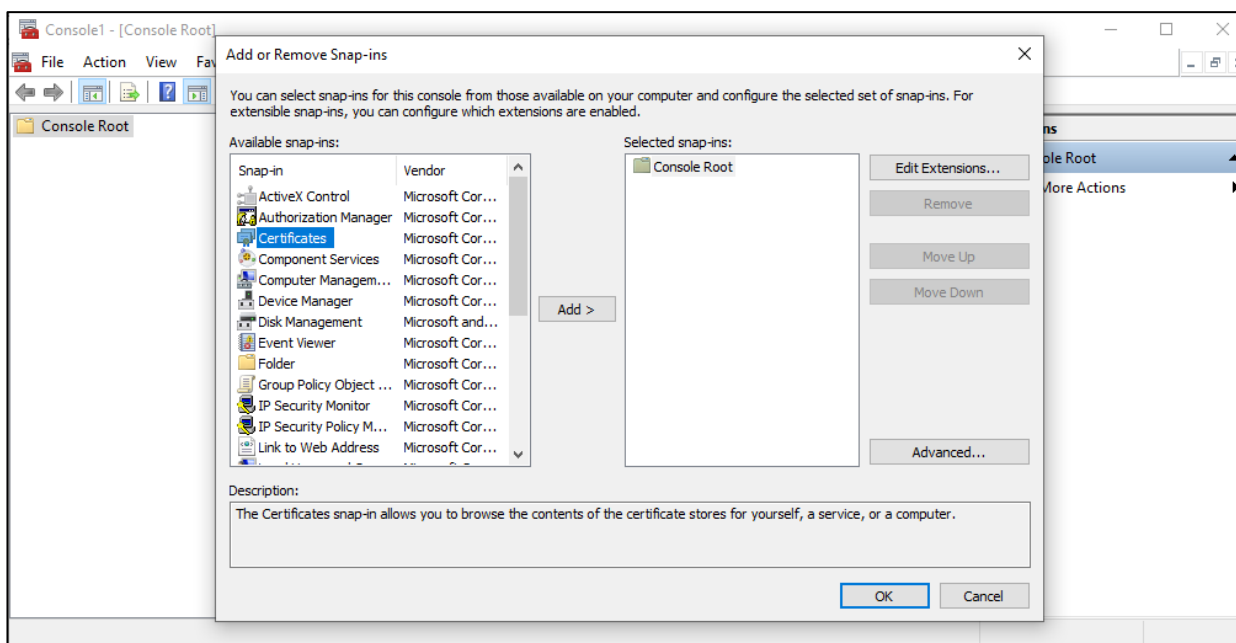 Console1 - [Console Root]
File Action View Fav
Console Root
Add or Remove Snap-ins
You can select snap-ins for this console from those available on your computer and configure the selected set of snap-ins. For
extensible snap-ins, you can configure which extensions are enabled.
Available snap-ins:
Snap-in Vendor
ActiveX Control Microsoft Cor...
Authorization Manager Microsoft Cor...
Certificates Microsoft Cor...
Component Services Microsoft Cor...
Computer Managem... Microsoft Cor...
Device Manager Microsoft Cor...
Disk Management Microsoft and...
Event Viewer Microsoft Cor...
Folder Microsoft Cor...
Group Policy Object ... Microsoft Cor...
IP Security Monitor Microsoft Cor...
IP Security Policy M... Microsoft Cor...
Link to Web Address Microsoft Cor...
Add >
Selected snap-ins:
Console Root
Edit Extensions...
Remove
Move Up
Move Down
Advanced...
Description:
The Certificates snap-in allows you to browse the contents of the certificate stores for yourself, a service, or a computer.
OK Cancel
ns
ole Root
More Actions